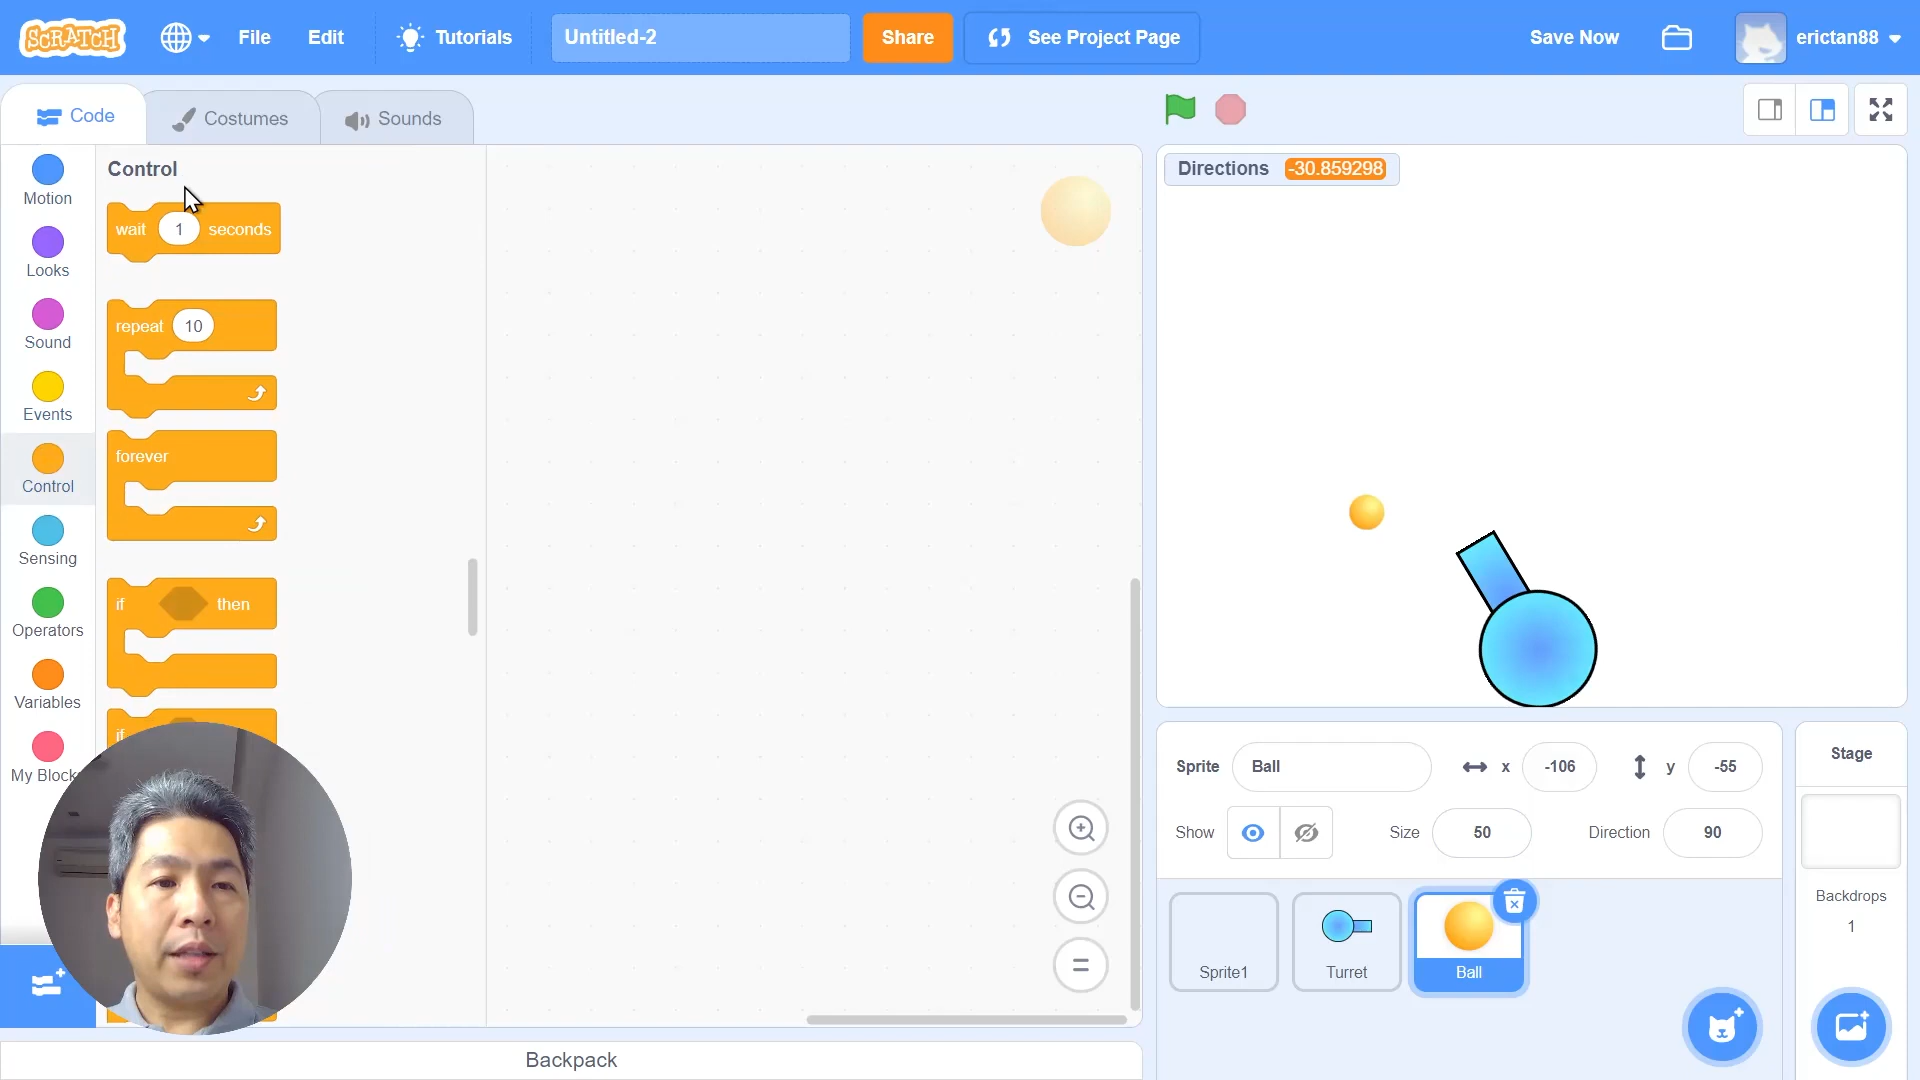 SCRATCH
File
Edit
Tutorials
Untitled-2
Share
See Project Page
Save Now
erictan88
Code
Costumes
Sounds
Motion
Looks
Sound
Events
Control
Sensing
Operators
Variables
Control
wait 1 seconds
repeat 10
forever
if then
if
Directions -30.859298
Sprite Ball x -106 y -55
Show Size 50 Direction 90
Sprite1
Turret
Ball
Stage
Backdrops
1
Backpack